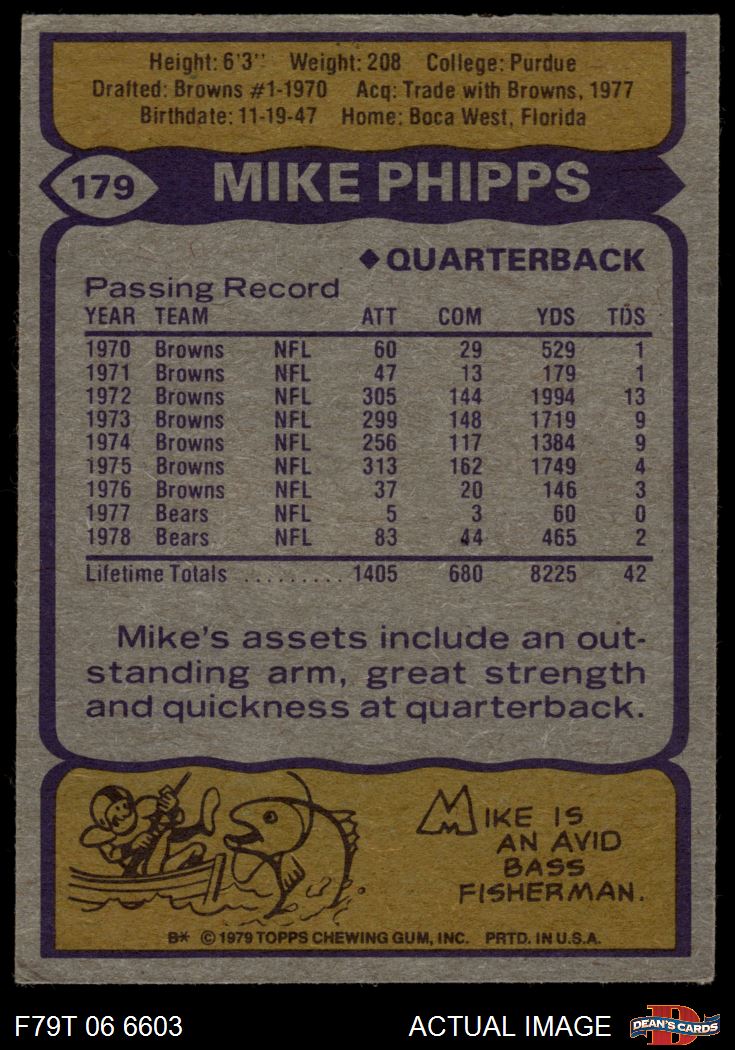 Height: 6'3" Weight: 208 College: Purdue
Drafted: Browns #1-1970 Acq: Trade with Browns, 1977
Birthdate: 11-19-47 Home: Boca West, Florida
179 MIKE PHIPPS
◆QUARTERBACK
Passing Record
YEAR TEAM ATT COM YDS TDS
1970 Browns NFL 60 29 529 1
1971 Browns NFL 47 13 179 1
1972 Browns NFL 305 144 1994 13
1973 Browns NFL 299 148 1719 9
1974 Browns NFL 256 117 1384 9
1975 Browns NFL 313 162 1749 4
1976 Browns NFL 37 20 146 3
1977 Bears NFL 5 3 60 0
1978 Bears NFL 83 44 465 2
Lifetime Totals ......... 1405 680 8225 42
Mike's assets include an out-
standing arm, great strength
and quickness at quarterback.
MIKE IS
AN AVID
BASS
FISHERMAN.
B* © 1979 TOPPS CHEWING GUM, INC. PRTD. IN U.S.A.
F79T 06 6603 ACTUAL IMAGE D DEAN'S CARDS